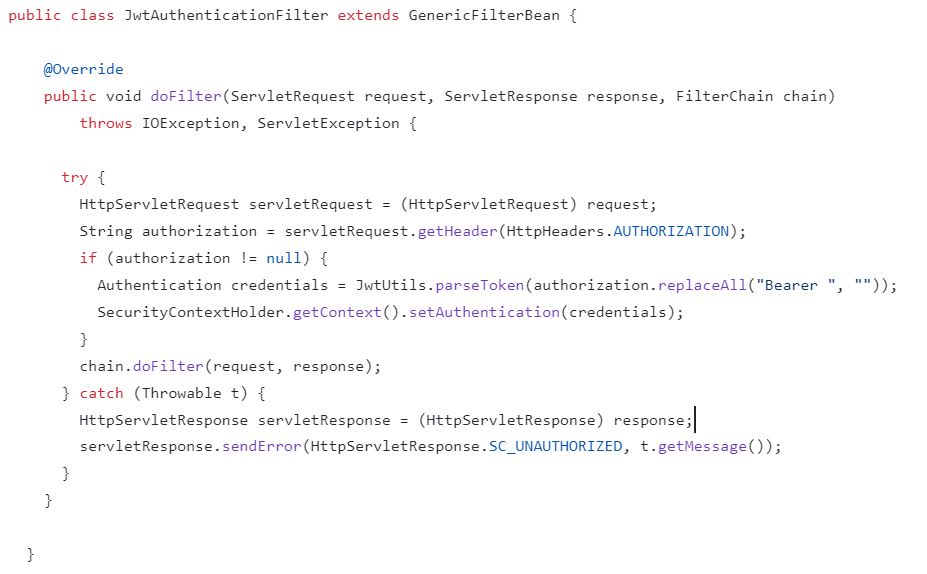 public class JwtAuthenticationFilter extends GenericFilterBean {
@Override
public void doFilter(ServletRequest request, ServletResponse response, FilterChain chain)
throws IOException, ServletException {
try {
HttpServletRequest servletRequest = (HttpServletRequest) request;
String authorization = servletRequest.getHeader(HttpHeaders.AUTHORIZATION);
if (authorization != null) {
Authentication credentials = JwtUtils.parseToken(authorization.replaceAll("Bearer ", ""));
SecurityContextHolder.getContext().setAuthentication(credentials);
}
chain.doFilter(request, response);
} catch (Throwable t) {
HttpServletResponse servletResponse = (HttpServletResponse) response;
servletResponse.sendError(HttpServletResponse.SC_UNAUTHORIZED, t.getMessage());
}
}
}